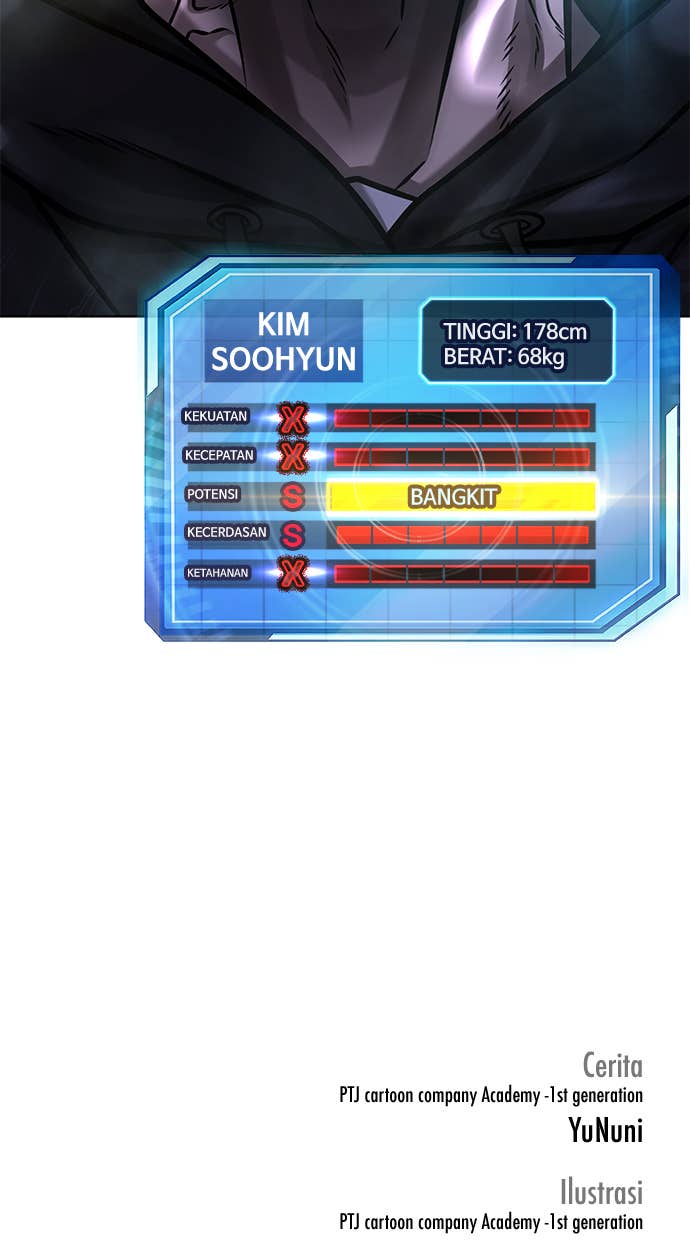 KIM
SOOHYUN
TINGGI: 178cm
BERAT: 68kg
KEKUATAN X
KECEPATAN X
POTENSI S BANGKIT
KECERDASAN S
KETAHANAN X
Cerita
PTJ cartoon company Academy -1st generation
YuNuni
Ilustrasi
PTJ cartoon company Academy -1st generation